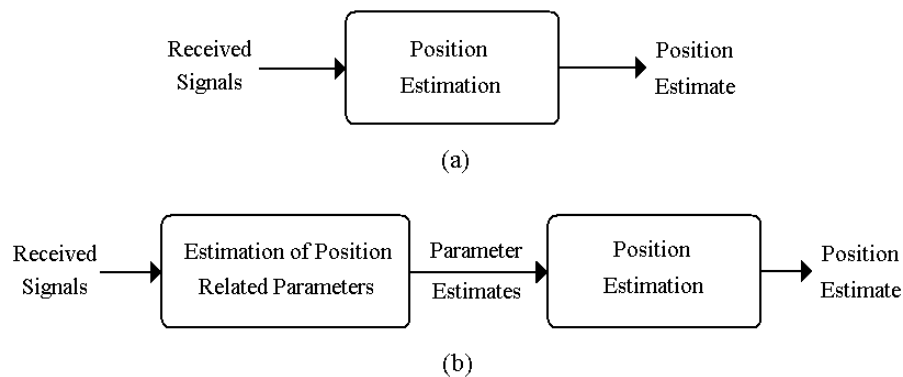 Received
Signals
Position
Estimation
Position
Estimate
(a)
Received
Signals
Estimation of Position
Related Parameters
Parameter
Estimates
Position
Estimation
Position
Estimate
(b)